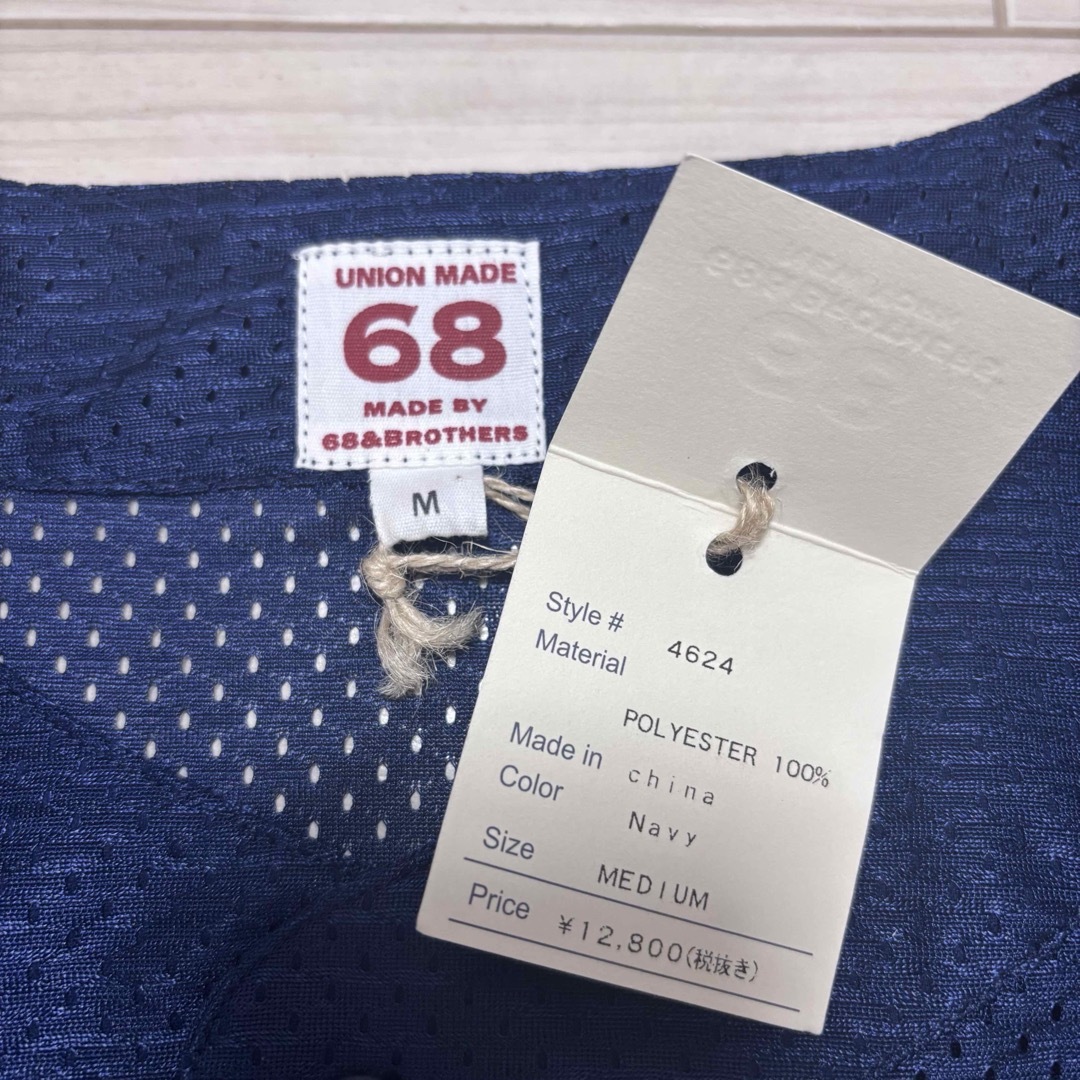 UNION MADE
68
MADE BY
68&BROTHERS
M
Style # 4624
Material
POLYESTER 100%
Made in china
Color Navy
Size MEDIUM
Price ¥12,800(税抜き)